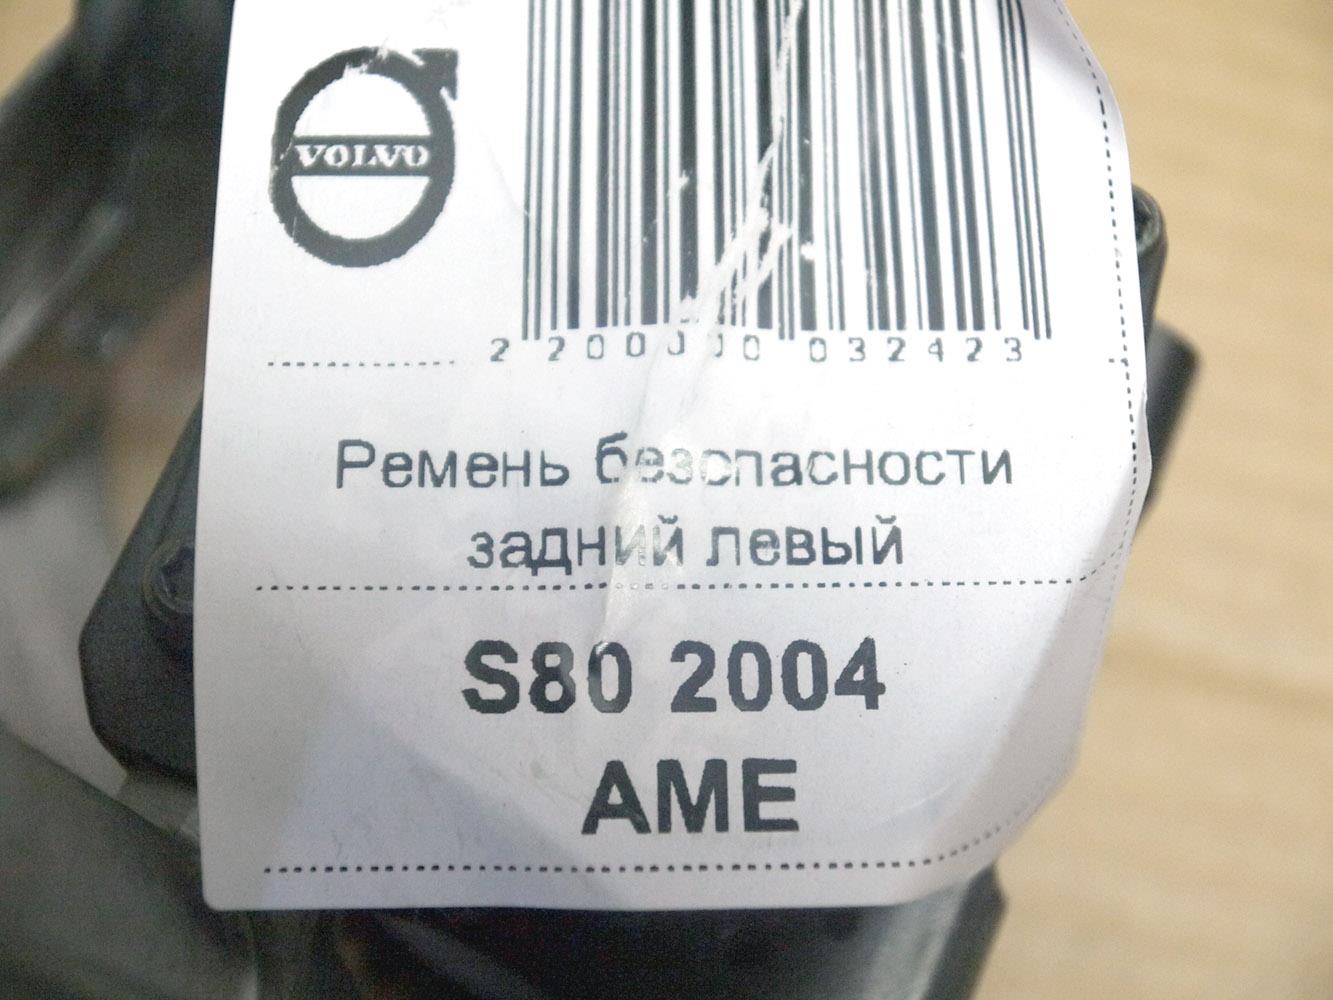 VOLVO
2 200000 032423
Ремень безопасности
задний левый
S80 2004
AME